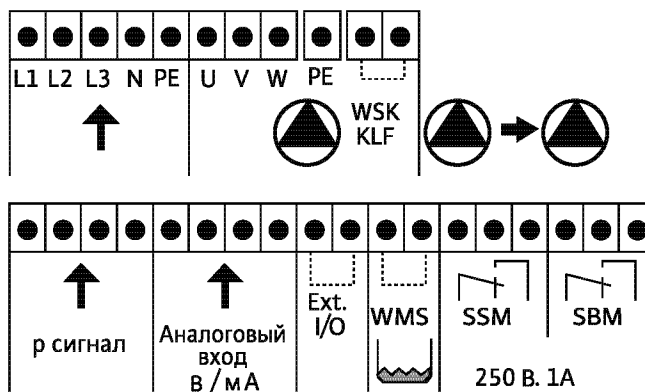 L1 L2 L3 N PE U V W PE
WSK
KLF
p сигнал
Аналоговый
вход
В / мА
Ext.
I/O
WMS
SSM
SBM
250 В. 1А